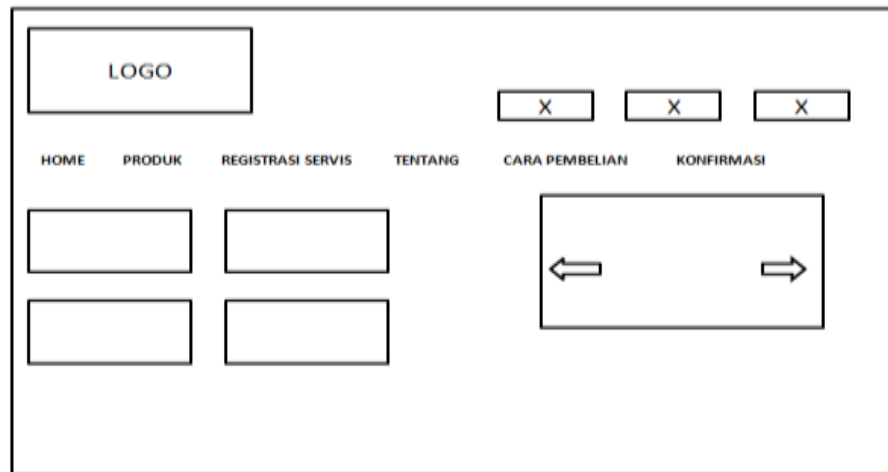 LOGO
X X X
HOME PRODUK REGISTRASI SERVIS TENTANG CARA PEMBELIAN KONFIRMASI